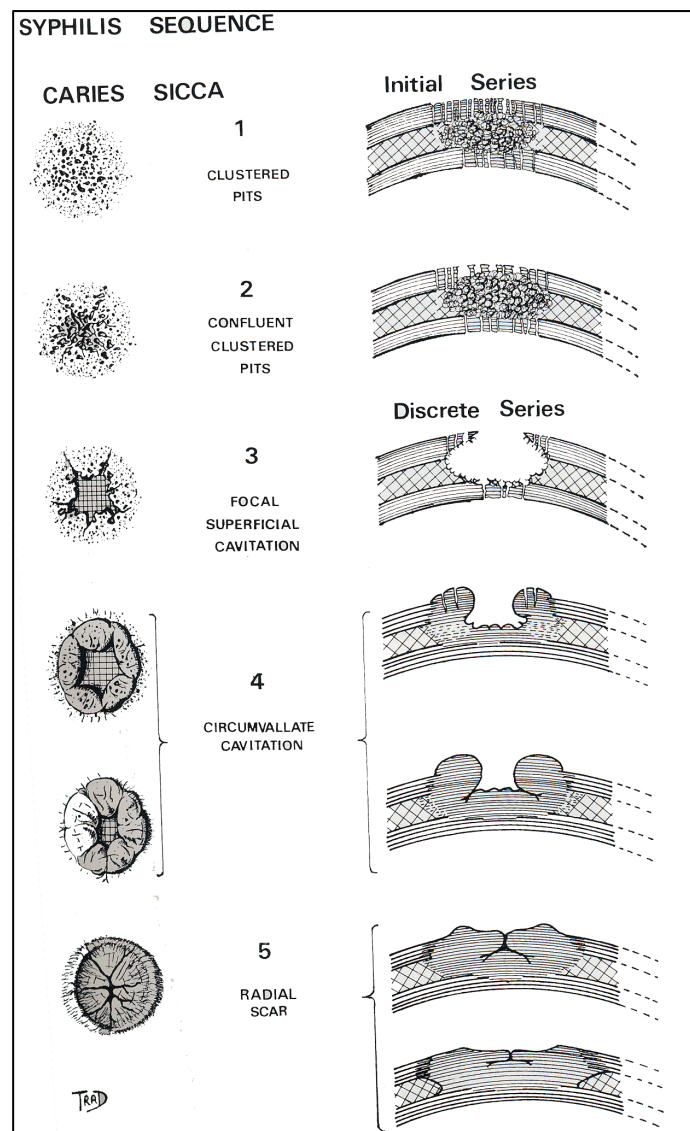 SYPHILIS SEQUENCE
CARIES SICCA
Initial Series
1
CLUSTERED
PITS
2
CONFLUENT
CLUSTERED
PITS
Discrete Series
3
FOCAL
SUPERFICIAL
CAVITATION
4
CIRCUMVALLATE
CAVITATION
5
RADIAL
SCAR
TRAD